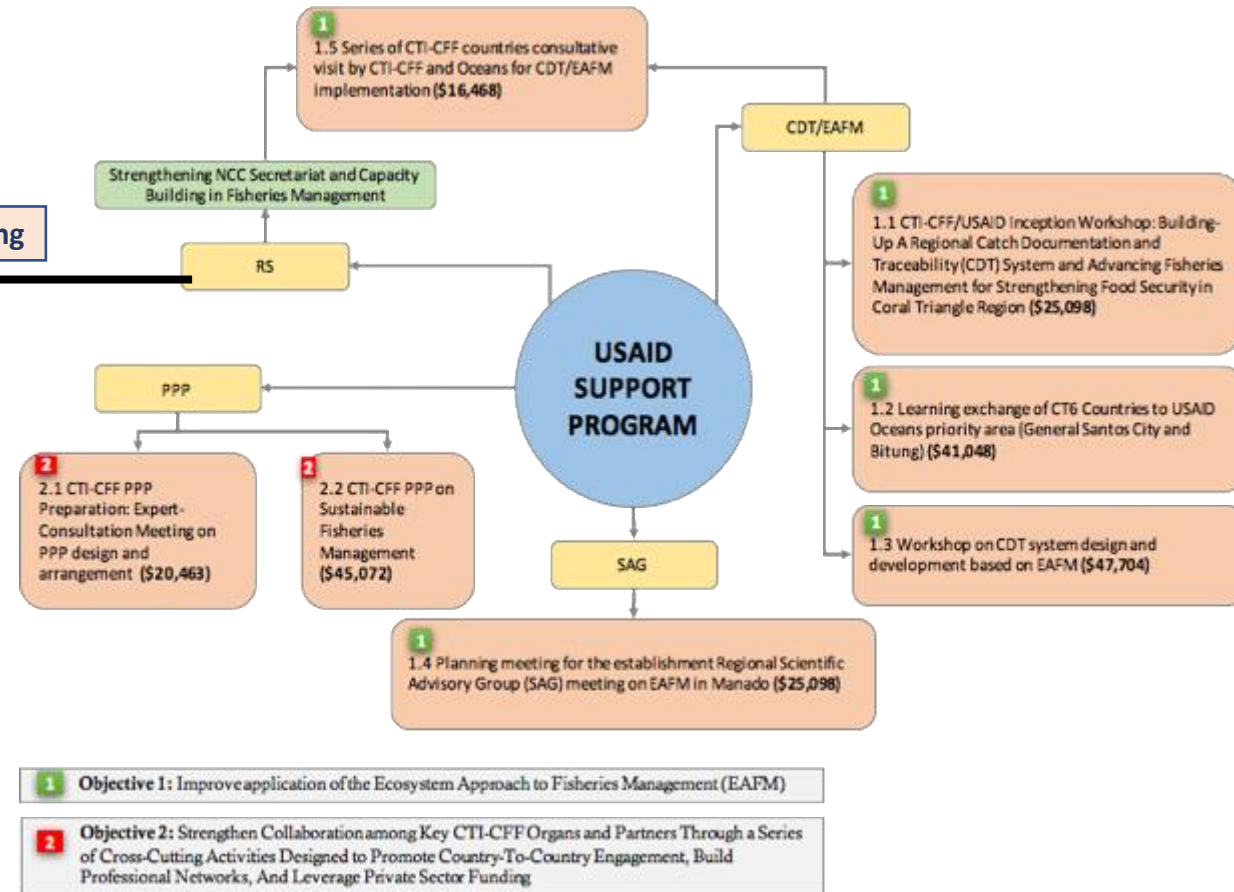 1
1.5 Series of CTI-CFF countries consultative
visit by CTI-CFF and Oceans for CDT/EAFM
implementation ($16,468)
CDT/EAFM
Strengthening NCC Secretariat and Capacity
Building in Fisheries Management
RS
1
1.1 CTI-CFF/USAID Inception Workshop: Building-
Up A Regional Catch Documentation and
Traceability(CDT) System and Advancing Fisheries
Management for Strengthening Food Security in
Coral Triangle Region ($25,098)
USAID
SUPPORT
PROGRAM
PPP
1
1.2 Learning exchange of CT6 Countries to USAID
Oceans priority area (General Santos City and
Bitung) ($41,048)
2
2.1 CTI-CFF PPP
Preparation: Expert-
Consultation Meeting on
PPP design and
arrangement ($20,463)
2
2.2 CTI-CFF PPP on
Sustainable
Fisheries
Management
($45,072)
1
1.3 Workshop on CDT system design and
development based on EAFM ($47,704)
SAG
1
1.4 Planning meeting for the establishment Regional Scientific
Advisory Group (SAG) meeting on EAFM in Manado ($25,098)
1 Objective 1: Improve application of the Ecosystem Approach to Fisheries Management (EAFM)
2 Objective 2: Strengthen Collaboration among Key CTI-CFF Organs and Partners Through a Series
of Cross-Cutting Activities Designed to Promote Country-To-Country Engagement, Build
Professional Networks, And Leverage Private Sector Funding